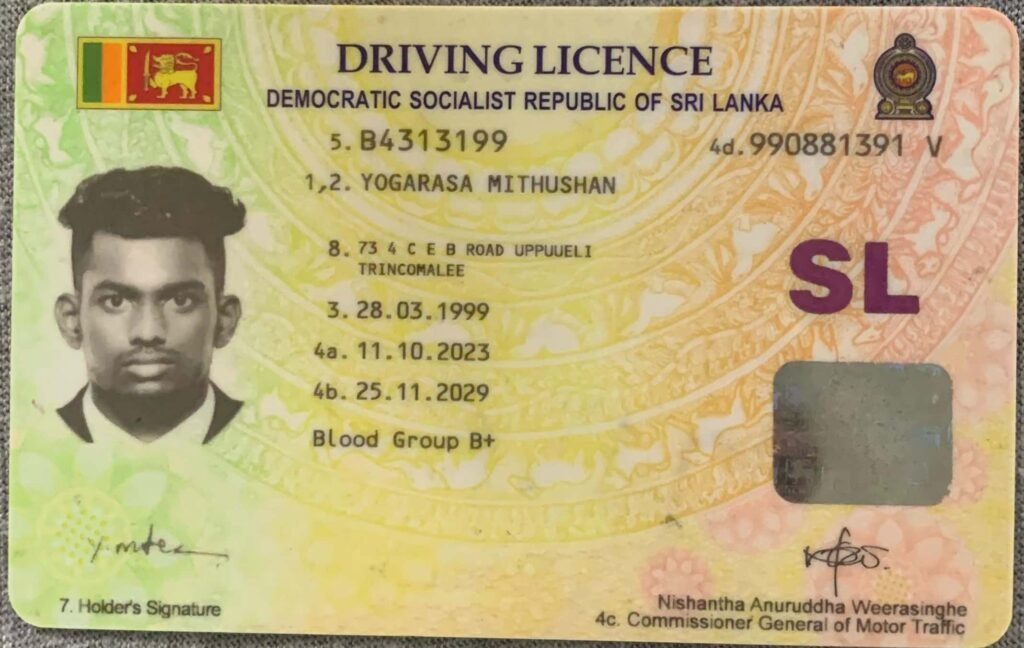 DRIVING LICENCE
DEMOCRATIC SOCIALIST REPUBLIC OF SRI LANKA
5. B4313199 4d. 990881391 V
1,2. YOGARASA MITHUSHAN
8. 73 4 C E B ROAD UPPUUELI
TRINCOMALEE
SL
3. 28.03.1999
4a. 11.10.2023
4b. 25.11.2029
Blood Group B+
7. Holder's Signature
Nishantha Anuruddha Weerasinghe
4c. Commissioner General of Motor Traffic